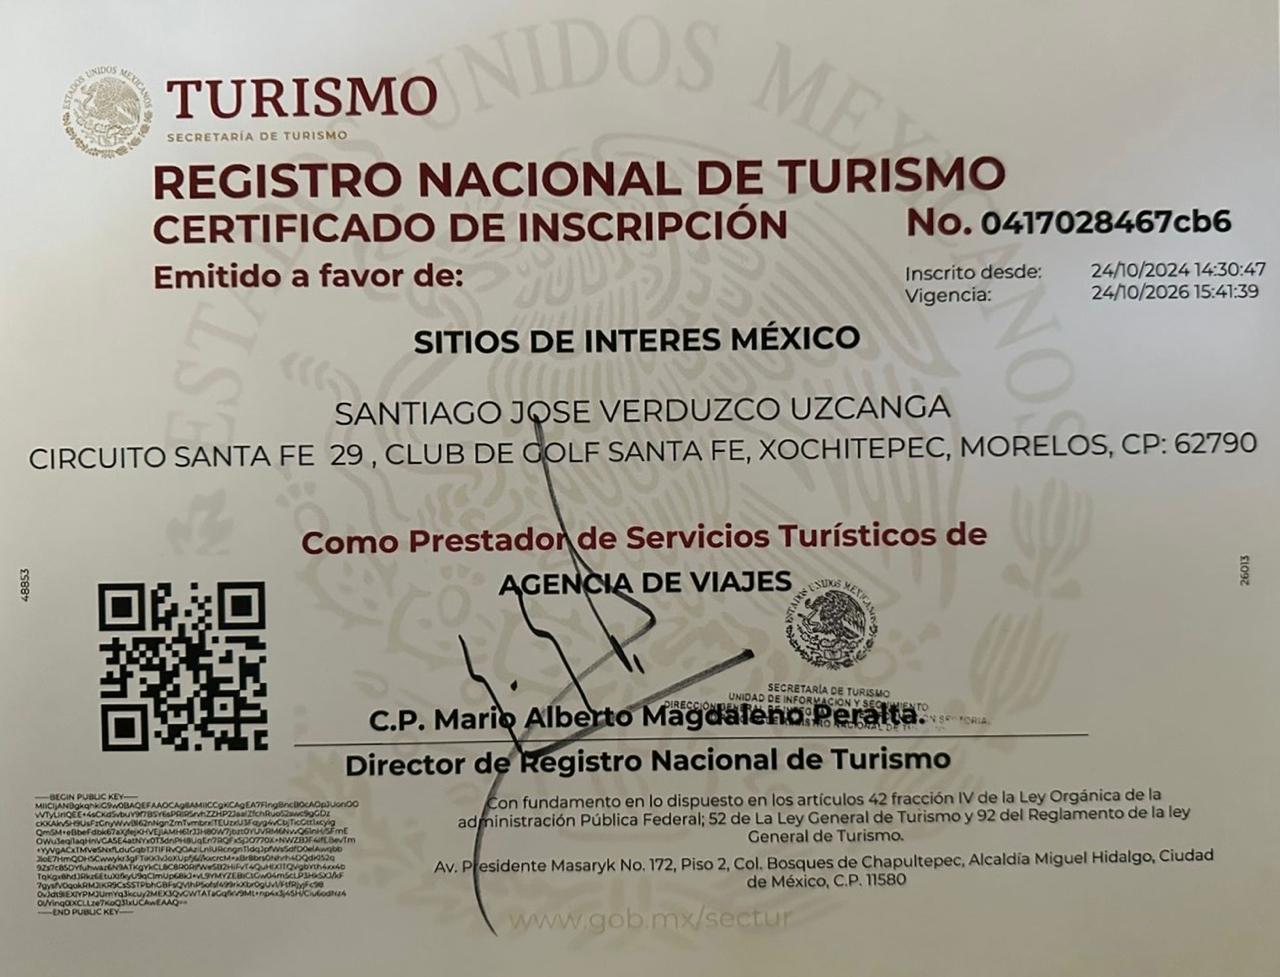 ESTADOS UNIDOS MEXICANOS
TURISMO
SECRETARÍA DE TURISMO
REGISTRO NACIONAL DE TURISMO
CERTIFICADO DE INSCRIPCIÓN
No. 0417028467cb6
Emitido a favor de:
Inscrito desde: 24/10/2024 14:30:47
Vigencia: 24/10/2026 15:41:39
SITIOS DE INTERES MÉXICO
SANTIAGO JOSE VERDUZCO UZCANGA
CIRCUITO SANTA FE 29 , CLUB DE GOLF SANTA FE, XOCHITEPEC, MORELOS, CP: 62790
Como Prestador de Servicios Turísticos de
AGENCIA DE VIAJES
48853
26013
ESTADOS UNIDOS MEXICANOS
SECRETARÍA DE TURISMO
UNIDAD DE INFORMACIÓN Y SEGUIMIENTO
C.P. Mario Alberto Magdaleno Peralta.
Director de Registro Nacional de Turismo
-----BEGIN PUBLIC KEY-----
-----END PUBLIC KEY-----
Con fundamento en lo dispuesto en los artículos 42 fracción IV de la Ley Orgánica de la
administración Pública Federal; 52 de La Ley General de Turismo y 92 del Reglamento de la ley
General de Turismo.
Av. Presidente Masaryk No. 172, Piso 2, Col. Bosques de Chapultepec, Alcaldía Miguel Hidalgo, Ciudad
de México, C.P. 11580
www.gob.mx/sectur